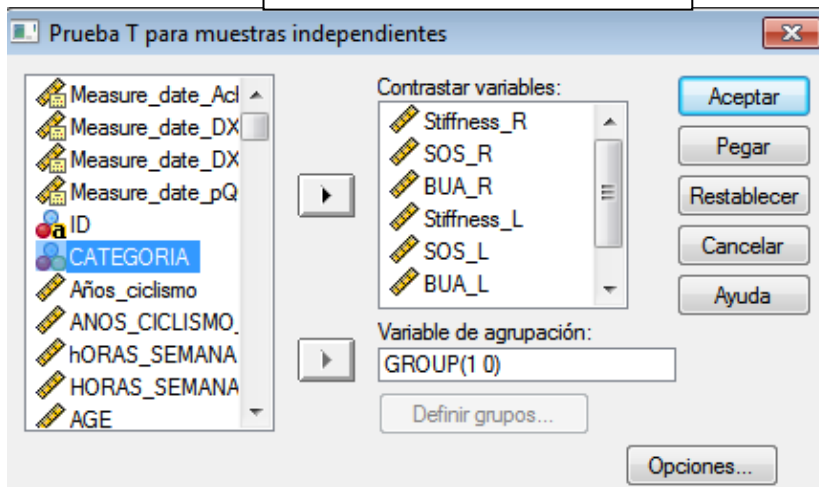 Prueba T para muestras independientes
Measure_date_Acl
Measure_date_DX
Measure_date_DX
Measure_date_pQ
ID
CATEGORIA
Años_ciclismo
ANOS_CICLISMO_
hORAS_SEMANA
HORAS_SEMANA
AGE
Contrastar variables:
Stiffness_R
SOS_R
BUA_R
Stiffness_L
SOS_L
BUA_L
Variable de agrupación:
GROUP(1 0)
Definir grupos...
Aceptar
Pegar
Restablecer
Cancelar
Ayuda
Opciones...